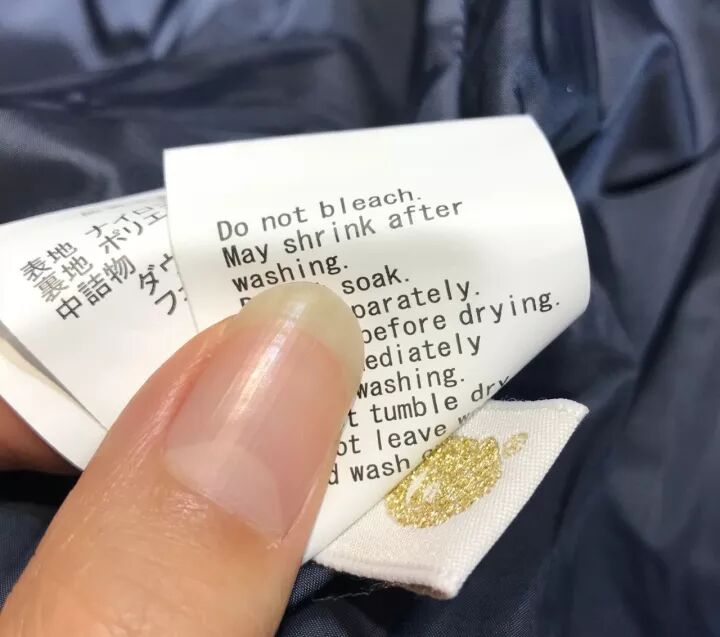 表地 ナイロ
裏地 ポリエ
中詰物 ダウ
Do not bleach.
May shrink after
washing.
soak.
parately.
before drying.
ediately
washing.
t tumble dry
ot leave
wash